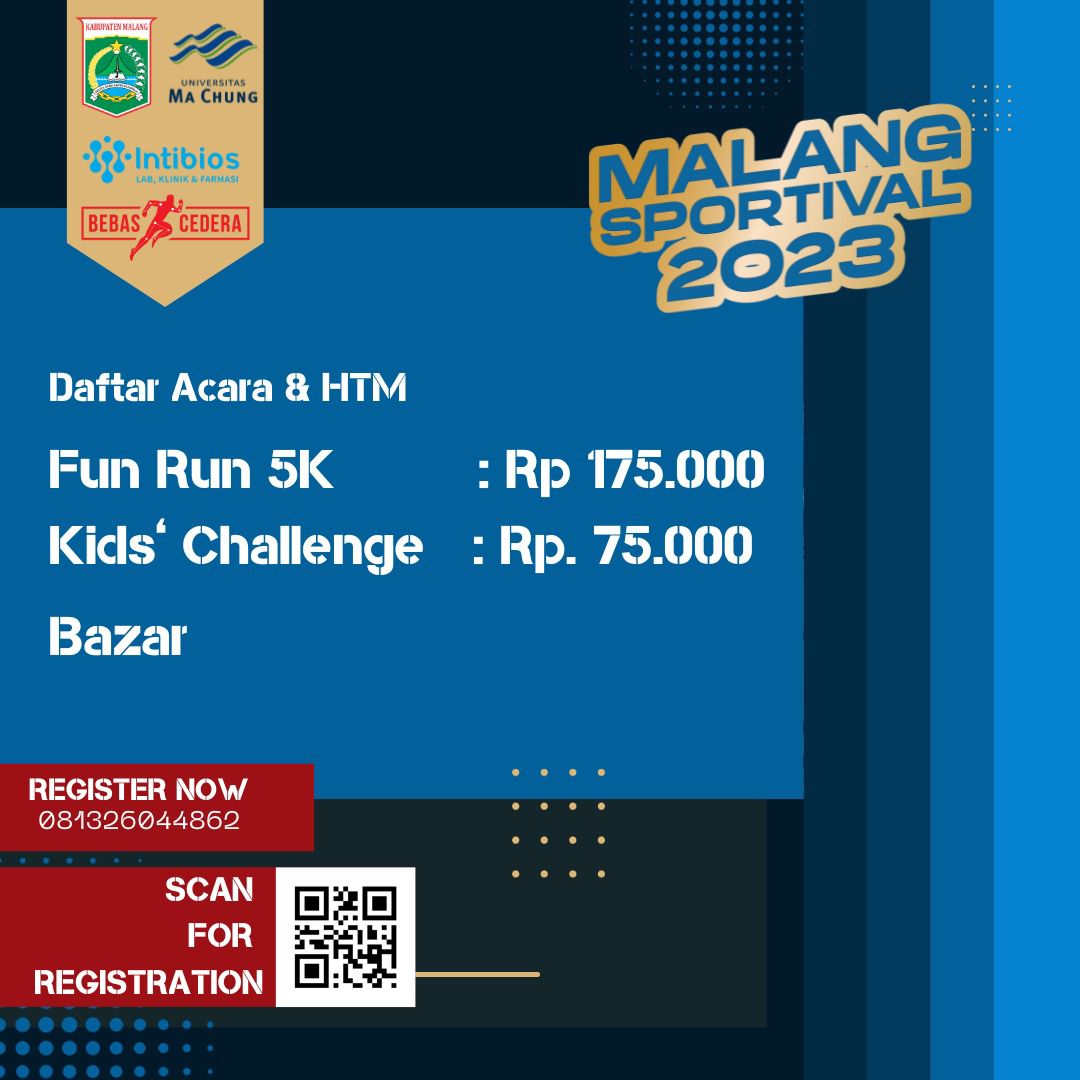 KABUPATEN MALANG
UNIVERSITAS
MA CHUNG
Intibios
LAB, KLINIK & FARMASI
BEBAS CEDERA
MALANG
SPORTIVAL
2023
Daftar Acara & HTM
Fun Run 5K : Rp 175.000
Kids‘ Challenge : Rp. 75.000
Bazar
REGISTER NOW
081326044862
SCAN
FOR
REGISTRATION